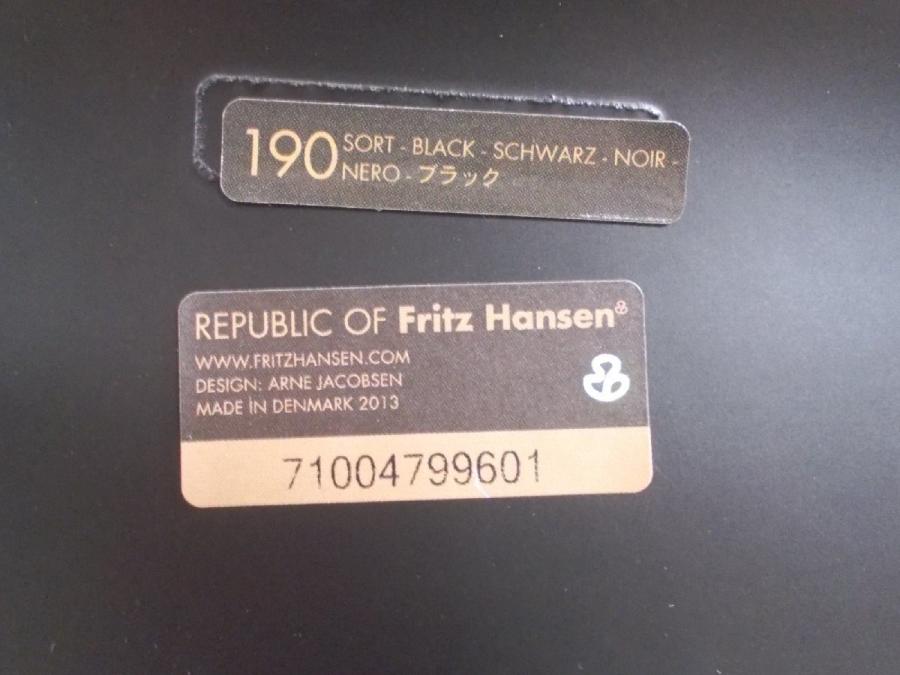 190 SORT - BLACK - SCHWARZ - NOIR -
NERO - ブラック
REPUBLIC OF Fritz Hansen
WWW.FRITZHANSEN.COM
DESIGN: ARNE JACOBSEN
MADE IN DENMARK 2013
71004799601